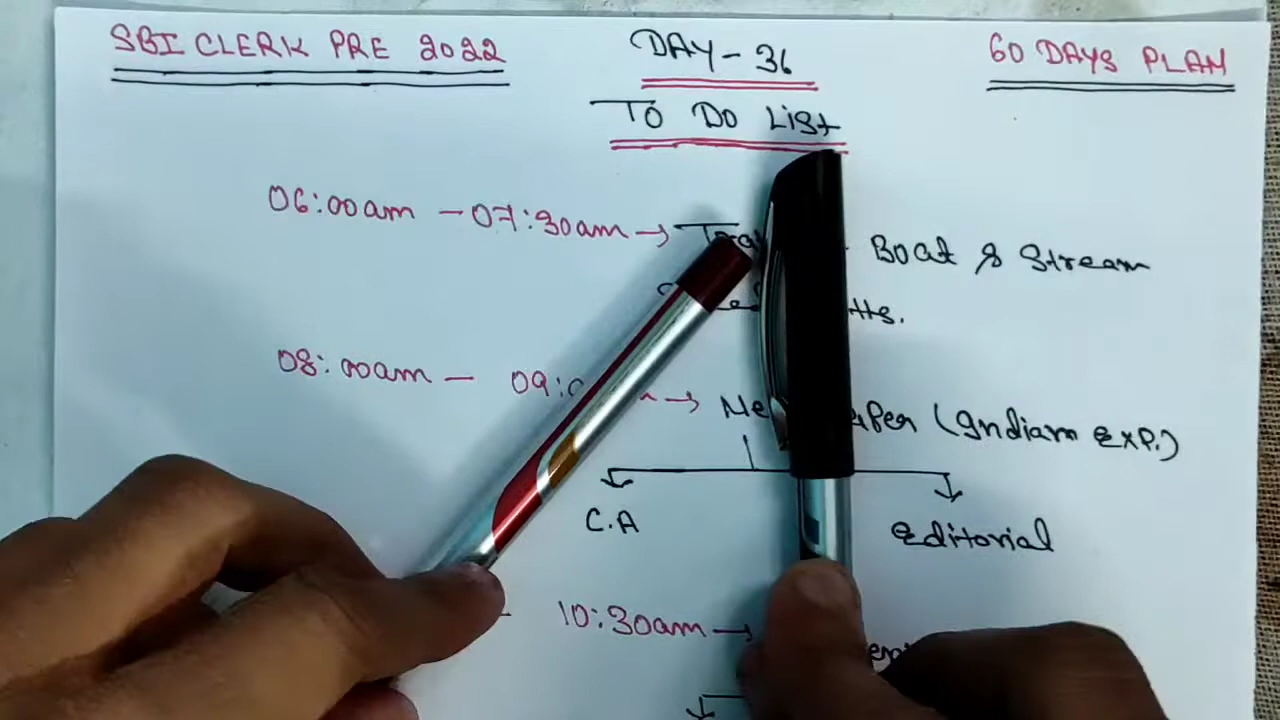 SBI CLERK PRE 2022
DAY-36
60 DAYS PLAN
TO DO List
06:00am - 07:30am → Boat & Stream
08:00am - → (Indian EXP.)
C.A
Editorial
10:30am →